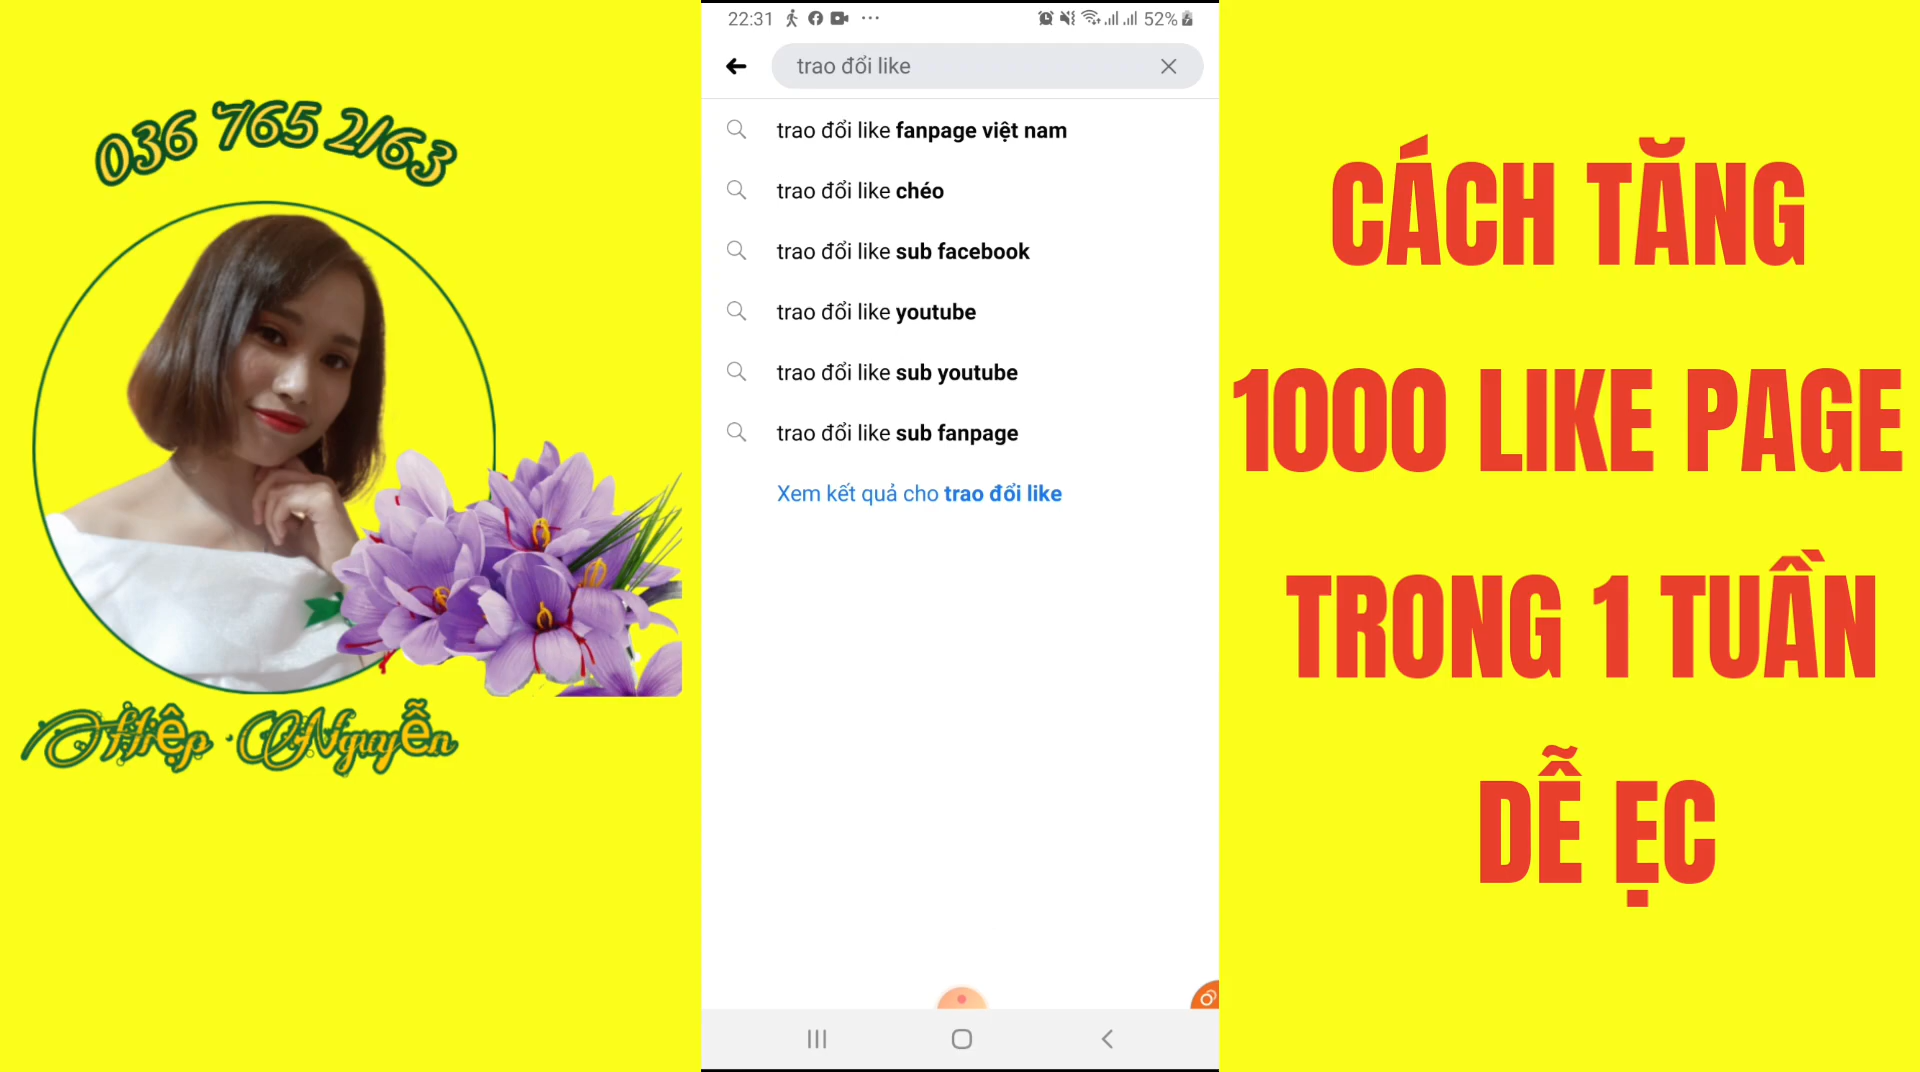 036 765 2163
Hiệp Nguyễn
22:31
52%
trao đổi like
trao đổi like fanpage việt nam
trao đổi like chéo
trao đổi like sub facebook
trao đổi like youtube
trao đổi like sub youtube
trao đổi like sub fanpage
Xem kết quả cho trao đổi like
CÁCH TĂNG
1000 LIKE PAGE
TRONG 1 TUẦN
DỄ ẸC